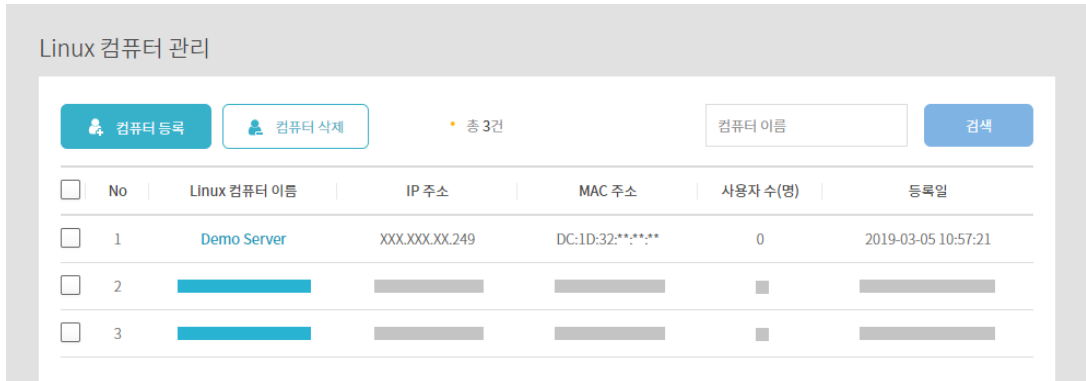 Linux 컴퓨터 관리
컴퓨터 등록 컴퓨터 삭제 • 총 3건 컴퓨터 이름 검색
No Linux 컴퓨터 이름 IP 주소 MAC 주소 사용자 수(명) 등록일
1 Demo Server XXX.XXX.XX.249 DC:1D:32:**:**:** 0 2019-03-05 10:57:21
2
3